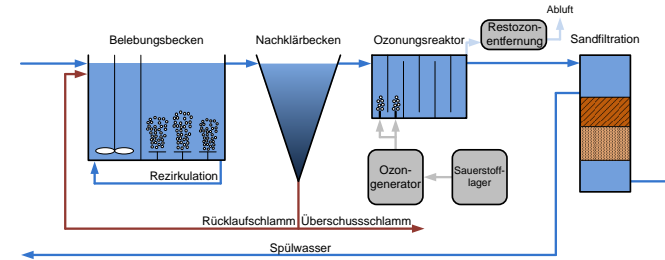 Abluft
Restozon-
entfernung
Belebungsbecken
Nachklärbecken
Ozonungsreaktor
Sandfiltration
Rezirkulation
Ozon-
generator
Sauerstoff-
lager
Rücklaufschlamm
Überschussschlamm
Spülwasser